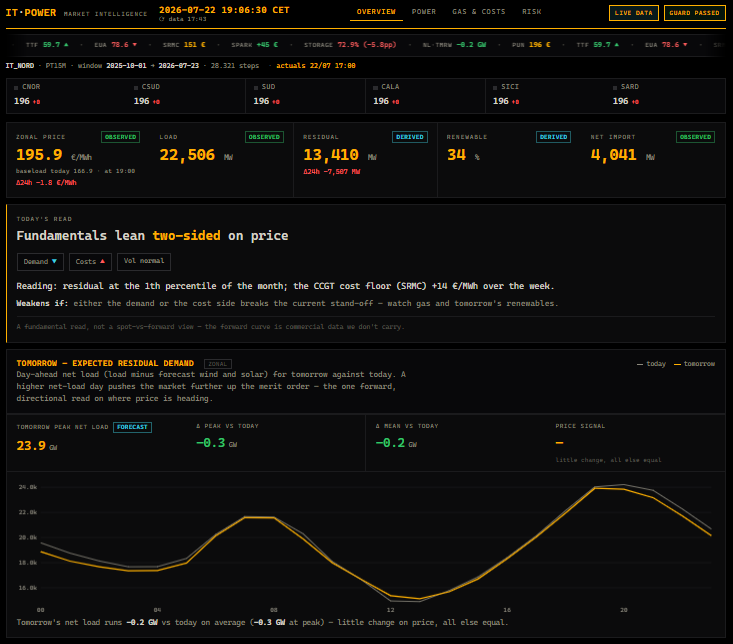 IT·POWER MARKET INTELLIGENCE 2026-07-22 19:06:30 CET
data 17:43
OVERVIEW POWER GAS & COSTS RISK
LIVE DATA GUARD PASSED
TTF 59.7 ▲ · EUA 78.6 ▼ · SRMC 151 € · SPARK +45 € · STORAGE 72.9% (−5.8pp) · NL-TRMW −0.2 GW · PUN 196 € · TTF 59.7 ▲ · EUA 78.6 ▼ ·
IT_NORD · PT15M · window 2025-10-01 → 2026-07-23 · 28.321 steps · actuals 22/07 17:00
CNOR CSUD SUD CALA SICI SARD
196 +0 196 +0 196 +0 196 +0 196 +0 196 +0
ZONAL PRICE OBSERVED LOAD OBSERVED RESIDUAL DERIVED RENEWABLE DERIVED NET IMPORT OBSERVED
195.9 €/MWh 22,506 MW 13,410 MW 34 % 4,041 MW
baseload today 166.9 · at 19:00
Δ24h −1.8 €/MWh
Δ24h −7,507 MW
TODAY'S READ
Fundamentals lean two-sided on price
Demand ▼ Costs ▲ Vol normal
Reading: residual at the 1th percentile of the month; the CCGT cost floor (SRMC) +14 €/MWh over the week.
Weakens if: either the demand or the cost side breaks the current stand-off — watch gas and tomorrow's renewables.
A fundamental read, not a spot-vs-forward view — the forward curve is commercial data we don't carry.
TOMORROW — EXPECTED RESIDUAL DEMAND ZONAL
— today — tomorrow
Day-ahead net load (load minus forecast wind and solar) for tomorrow against today. A
higher net-load day pushes the market further up the merit order — the one forward,
directional read on where price is heading.
TOMORROW PEAK NET LOAD FORECAST Δ PEAK VS TODAY Δ MEAN VS TODAY PRICE SIGNAL
23.9 GW −0.3 GW −0.2 GW —
little change, all else equal
24.0k
22.0k
20.0k
18.0k
16.0k
00 04 08 12 16 20
Tomorrow's net load runs −0.2 GW vs today on average (−0.3 GW at peak) — little change on price, all else equal.